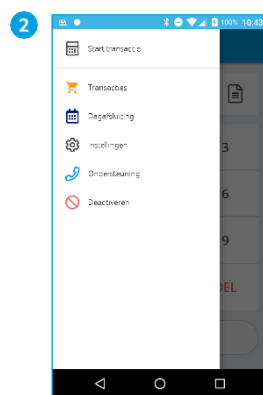 2
100% 10:43
Start transactie
Transacties
Dagafsluiting
3
Instellingen
6
Ondersteuning
Deactiveren
9
DEL